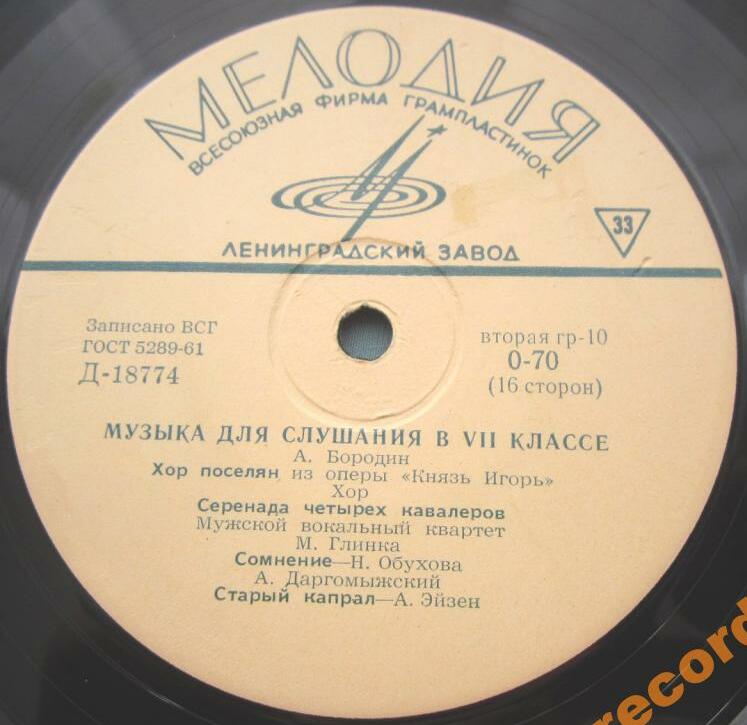 МЕЛОДИЯ
ВСЕСОЮЗНАЯ ФИРМА ГРАМПЛАСТИНОК
33
ЛЕНИНГРАДСКИЙ ЗАВОД
Записано ВСГ
ГОСТ 5289-61
Д-18774
вторая гр-10
0-70
(16 сторон)
МУЗЫКА ДЛЯ СЛУШАНИЯ В VII КЛАССЕ
А. Бородин
Хор поселян из оперы «Князь Игорь»
Хор
Серенада четырех кавалеров
Мужской вокальный квартет
М. Глинка
Сомнение—Н. Обухова
А. Даргомыжский
Старый капрал—А. Эйзен
record